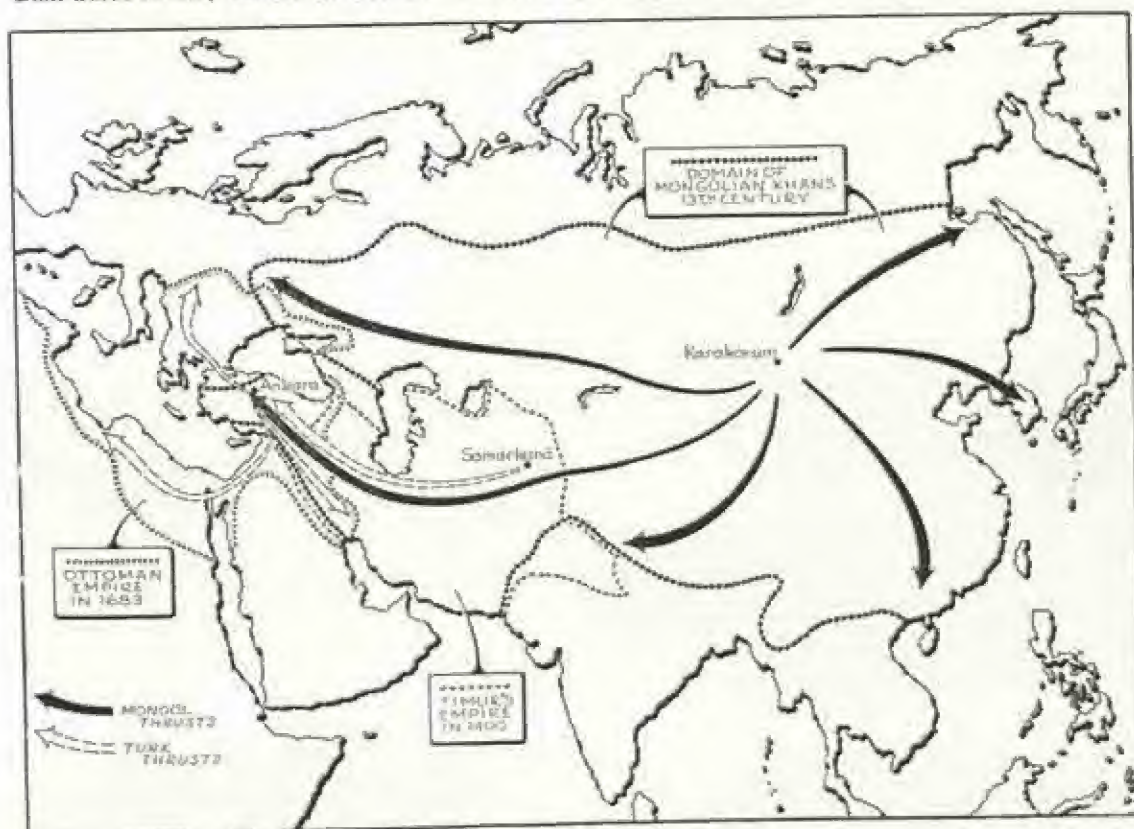 DOMAIN OF
MONGOLIAN KHANS
13TH CENTURY
Karakorum
Ankara
Samarkand
OTTOMAN
EMPIRE
IN 1683
TIMUR'S
EMPIRE
IN 1400
MONGOL
THRUSTS
TURK
THRUSTS